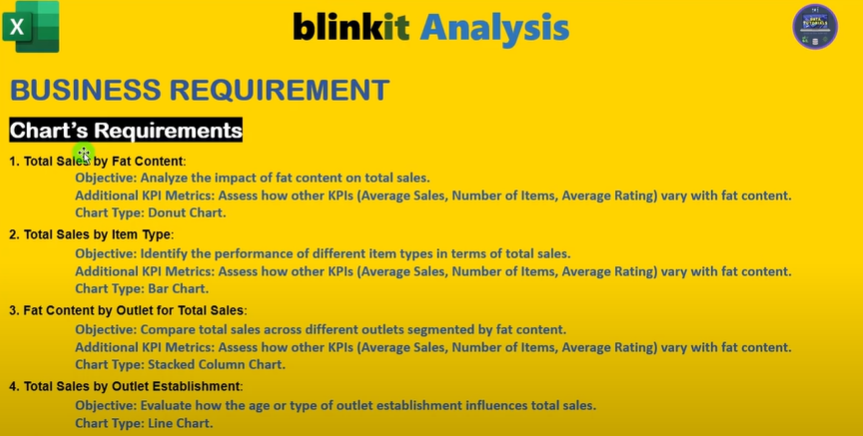 X
blinkit Analysis
BUSINESS REQUIREMENT
Chart's Requirements
1. Total Sales by Fat Content:
Objective: Analyze the impact of fat content on total sales.
Additional KPI Metrics: Assess how other KPIs (Average Sales, Number of Items, Average Rating) vary with fat content.
Chart Type: Donut Chart.
2. Total Sales by Item Type:
Objective: Identify the performance of different item types in terms of total sales.
Additional KPI Metrics: Assess how other KPIs (Average Sales, Number of Items, Average Rating) vary with fat content.
Chart Type: Bar Chart.
3. Fat Content by Outlet for Total Sales:
Objective: Compare total sales across different outlets segmented by fat content.
Additional KPI Metrics: Assess how other KPIs (Average Sales, Number of Items, Average Rating) vary with fat content.
Chart Type: Stacked Column Chart.
4. Total Sales by Outlet Establishment:
Objective: Evaluate how the age or type of outlet establishment influences total sales.
Chart Type: Line Chart.